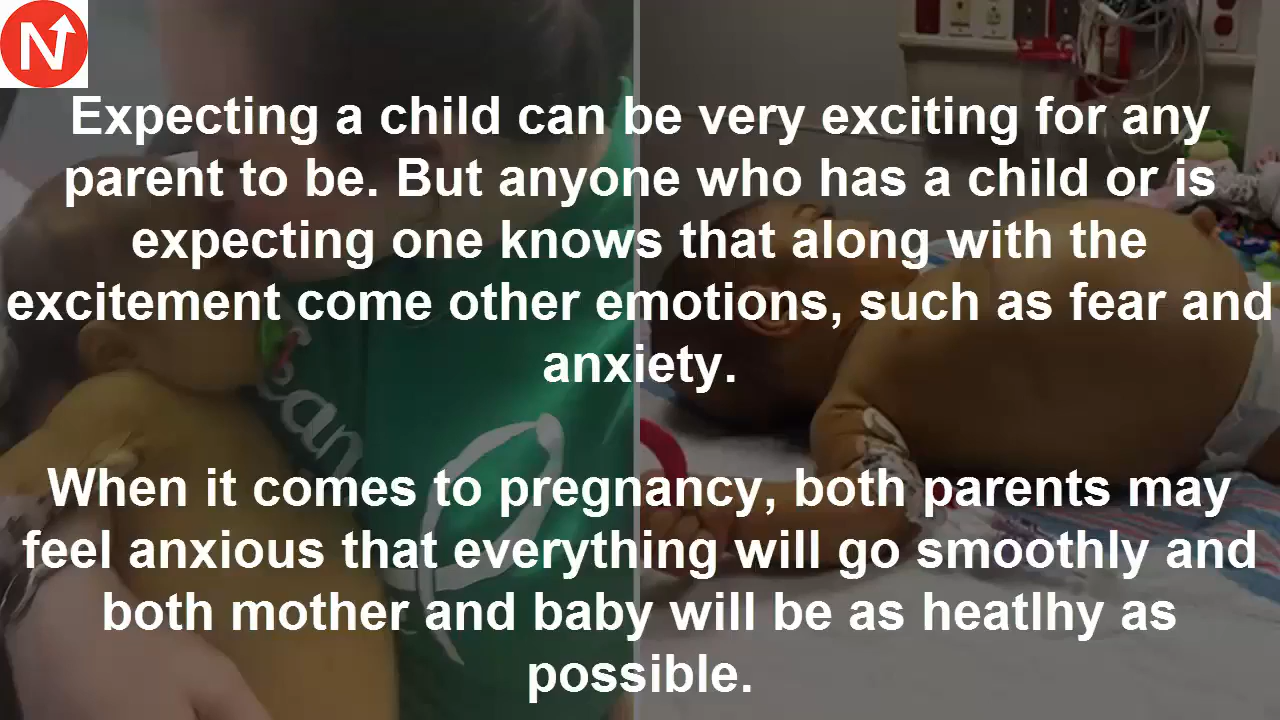 N
Expecting a child can be very exciting for any
parent to be. But anyone who has a child or is
expecting one knows that along with the
excitement come other emotions, such as fear and
anxiety.
ean
When it comes to pregnancy, both parents may
feel anxious that everything will go smoothly and
both mother and baby will be as heatlhy as
possible.